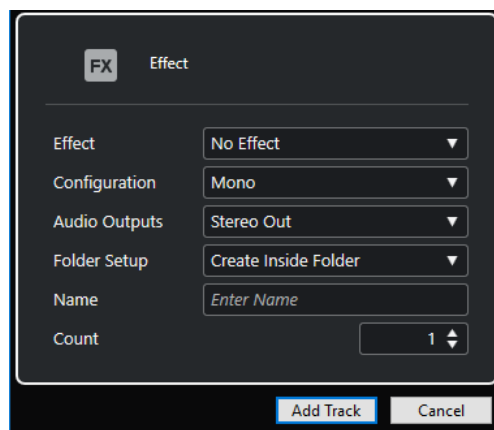 FX Effect
Effect No Effect
Configuration Mono
Audio Outputs Stereo Out
Folder Setup Create Inside Folder
Name Enter Name
Count 1
Add Track Cancel